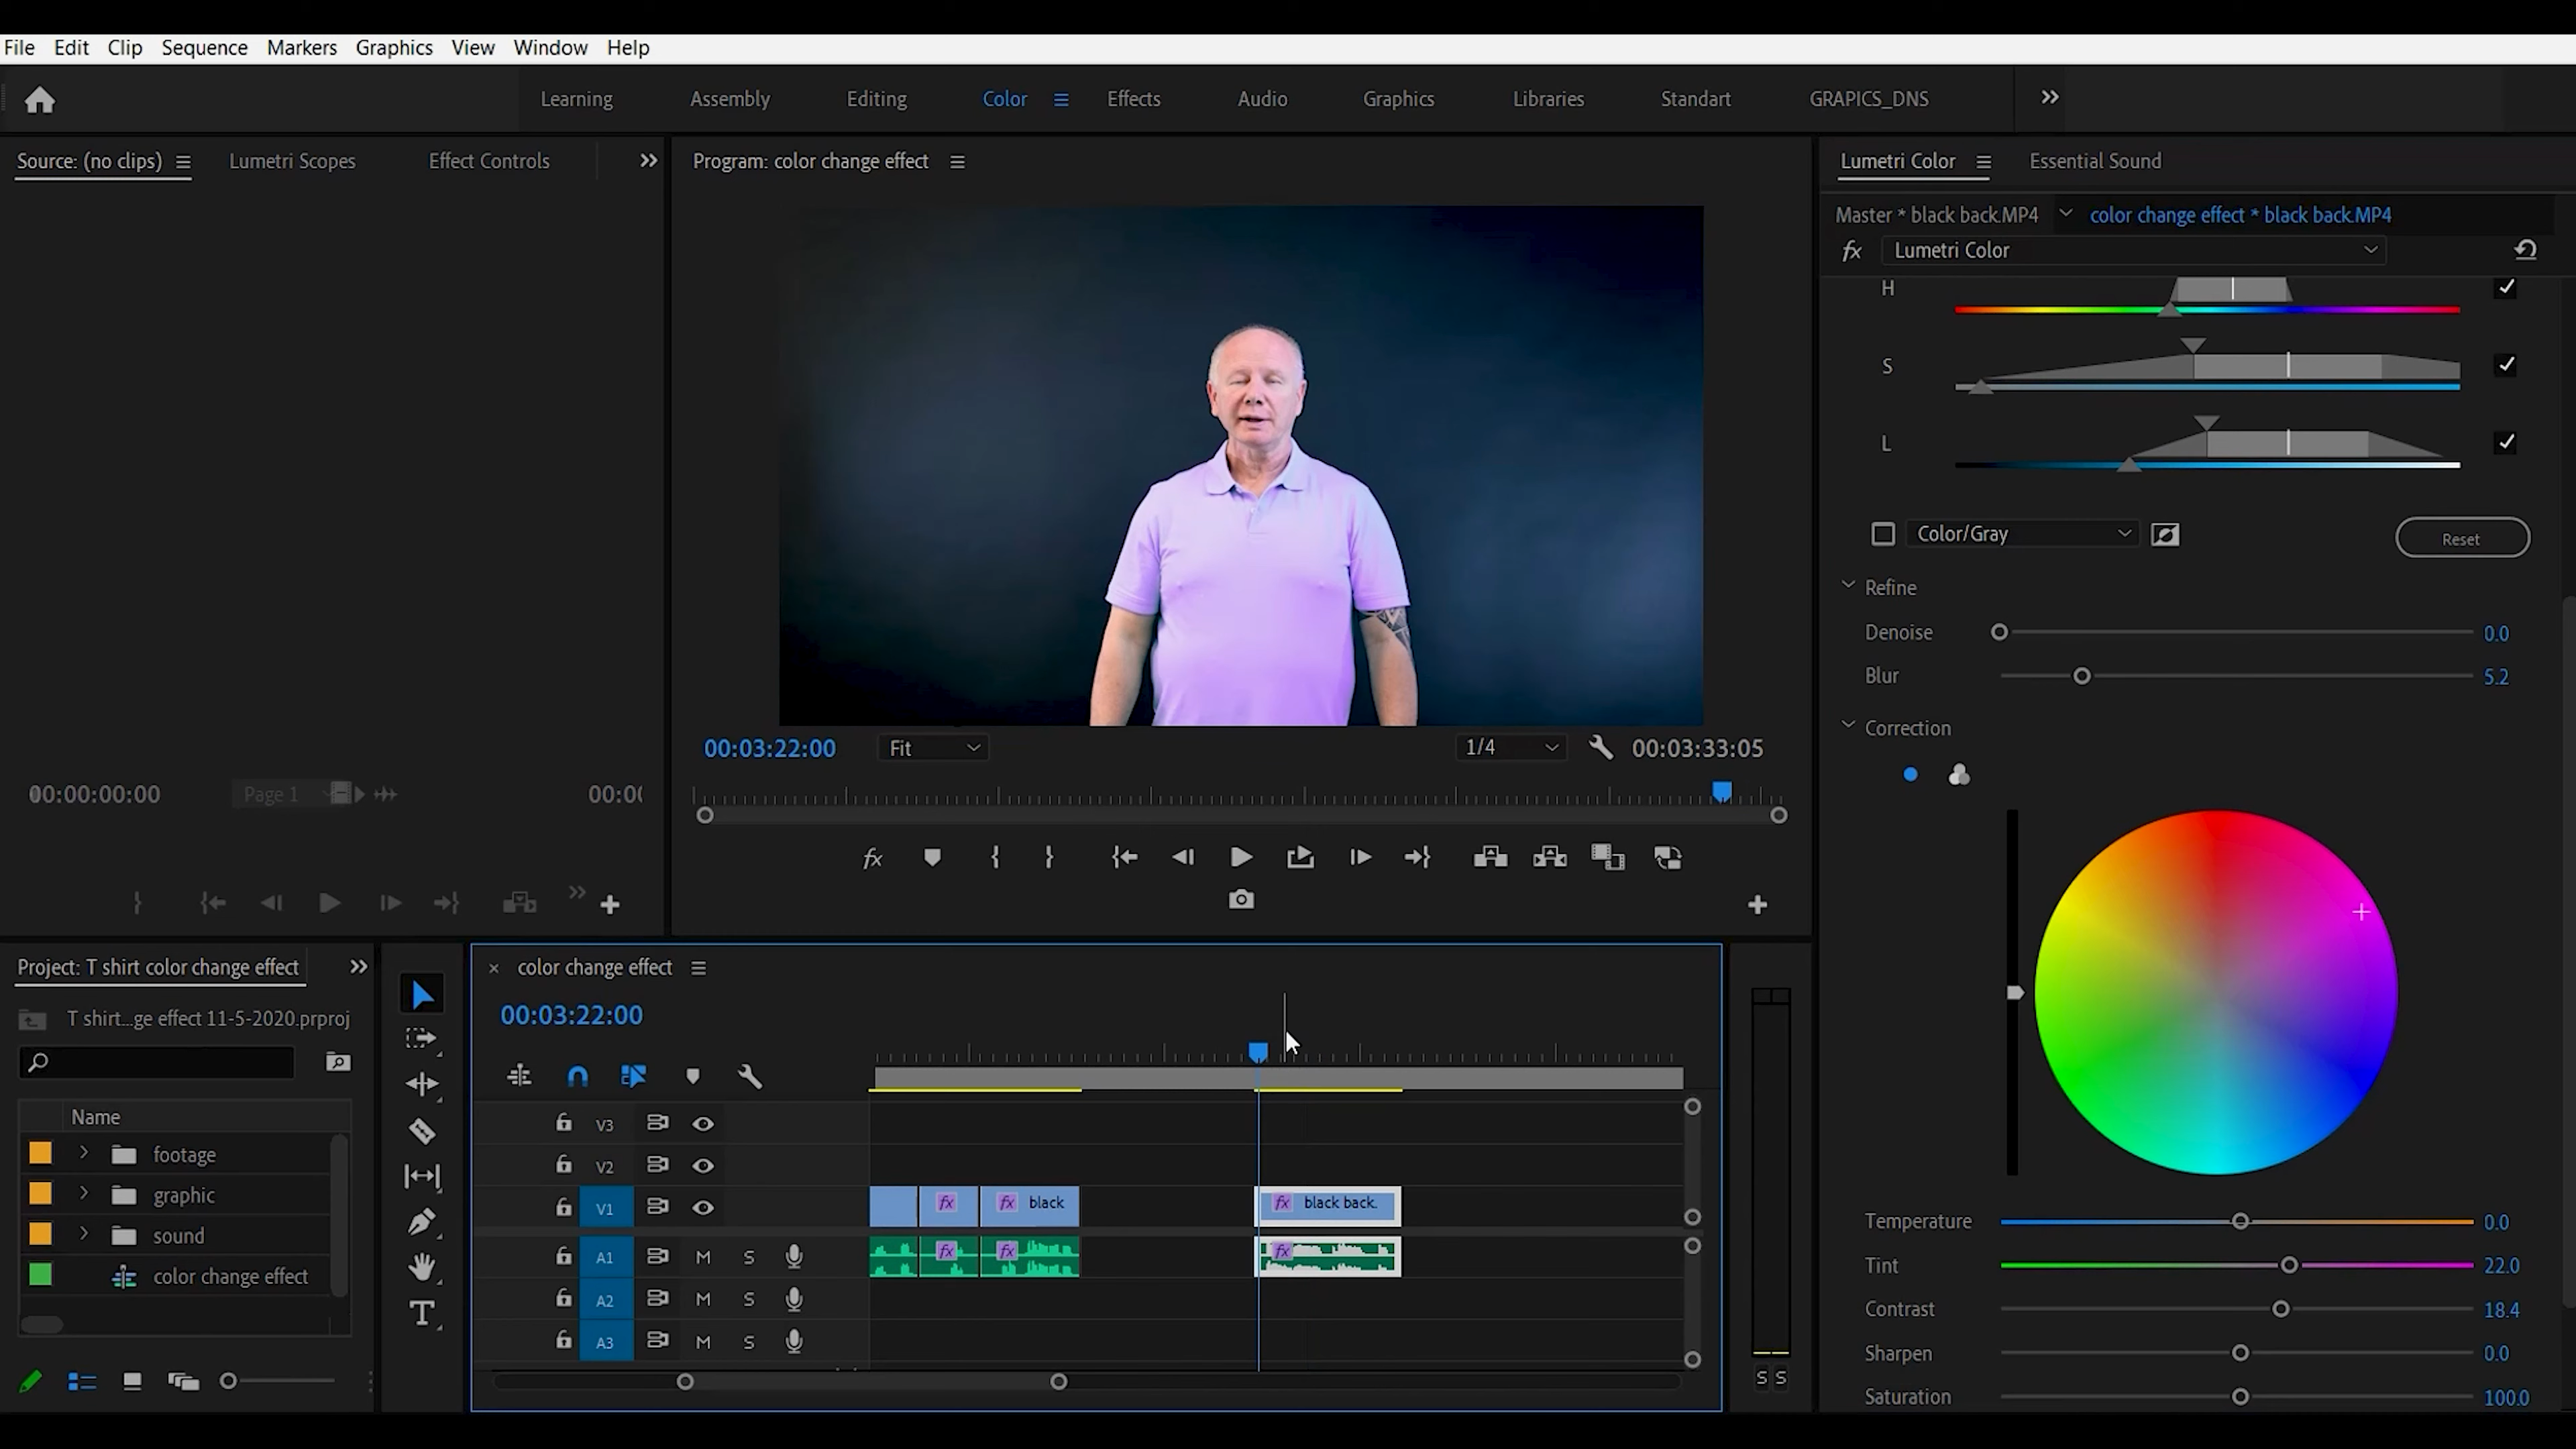 File Edit Clip Sequence Markers Graphics View Window Help
Learning Assembly Editing Color Effects Audio Graphics Libraries Standart GRAPICS_DNS
Source: (no clips) Lumetri Scopes Effect Controls
Program: color change effect
Lumetri Color Essential Sound
Master * black back.MP4 color change effect * black back.MP4
fx Lumetri Color
H
S
L
Color/Gray Reset
Refine
Denoise 0.0
Blur 5.2
Correction
00:03:22:00 Fit 1/4 00:03:33:05
00:00:00:00 Page 1 00:0(
fx
Project: T shirt color change effect
T shirt...ge effect 11-5-2020.prproj
Name
footage
graphic
sound
color change effect
× color change effect
00:03:22:00
V3
V2
V1 fx fx black fx black back.
A1 M S fx fx fx
A2 M S
A3 M S
T
S S
Temperature 0.0
Tint 22.0
Contrast 18.4
Sharpen 0.0
Saturation 100.0